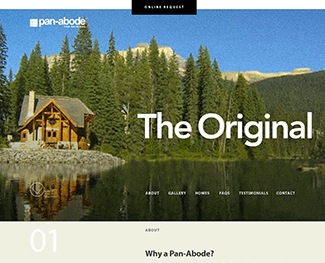 ONLINE REQUEST
pan-abode®
The Original
ABOUT GALLERY HOMES FAQS TESTIMONIALS CONTACT
01
ABOUT
Why a Pan-Abode?